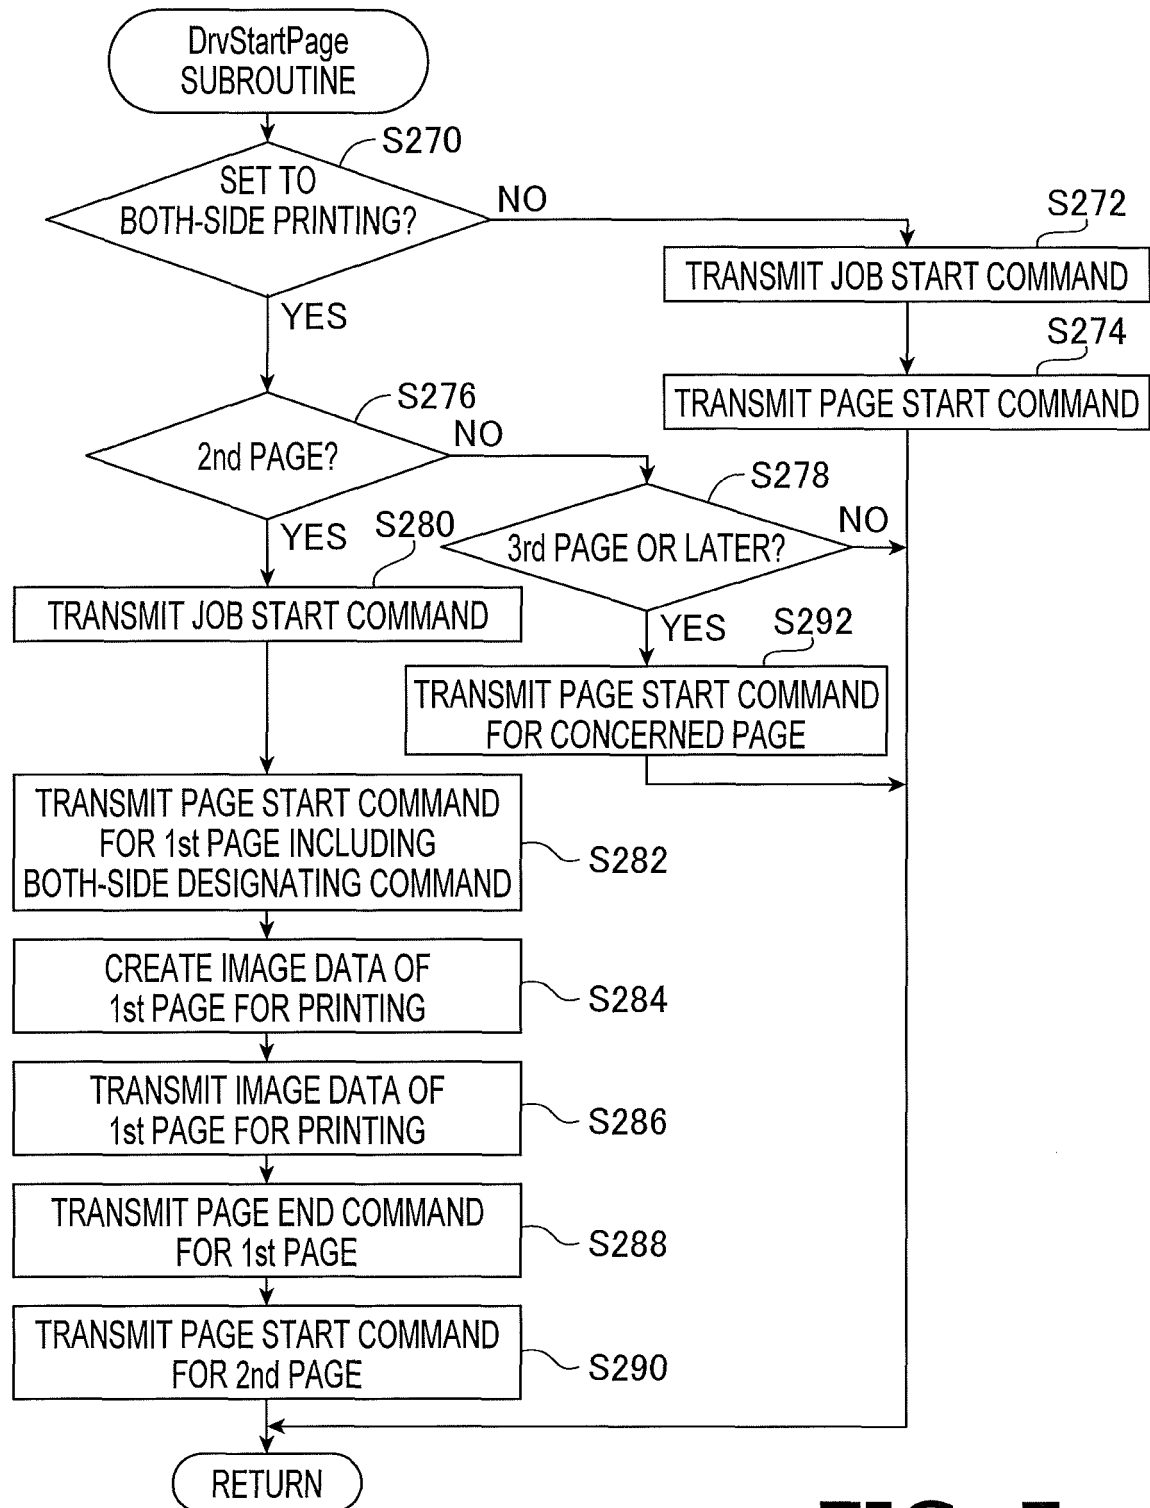 DrvStartPage
SUBROUTINE
S270
SET TO
BOTH-SIDE PRINTING?
NO
YES
S272
TRANSMIT JOB START COMMAND
S274
TRANSMIT PAGE START COMMAND
S276
2nd PAGE?
NO
YES
S278
3rd PAGE OR LATER?
NO
YES
S280
TRANSMIT JOB START COMMAND
S292
TRANSMIT PAGE START COMMAND
FOR CONCERNED PAGE
TRANSMIT PAGE START COMMAND
FOR 1st PAGE INCLUDING
BOTH-SIDE DESIGNATING COMMAND
S282
CREATE IMAGE DATA OF
1st PAGE FOR PRINTING
S284
TRANSMIT IMAGE DATA OF
1st PAGE FOR PRINTING
S286
TRANSMIT PAGE END COMMAND
FOR 1st PAGE
S288
TRANSMIT PAGE START COMMAND
FOR 2nd PAGE
S290
RETURN